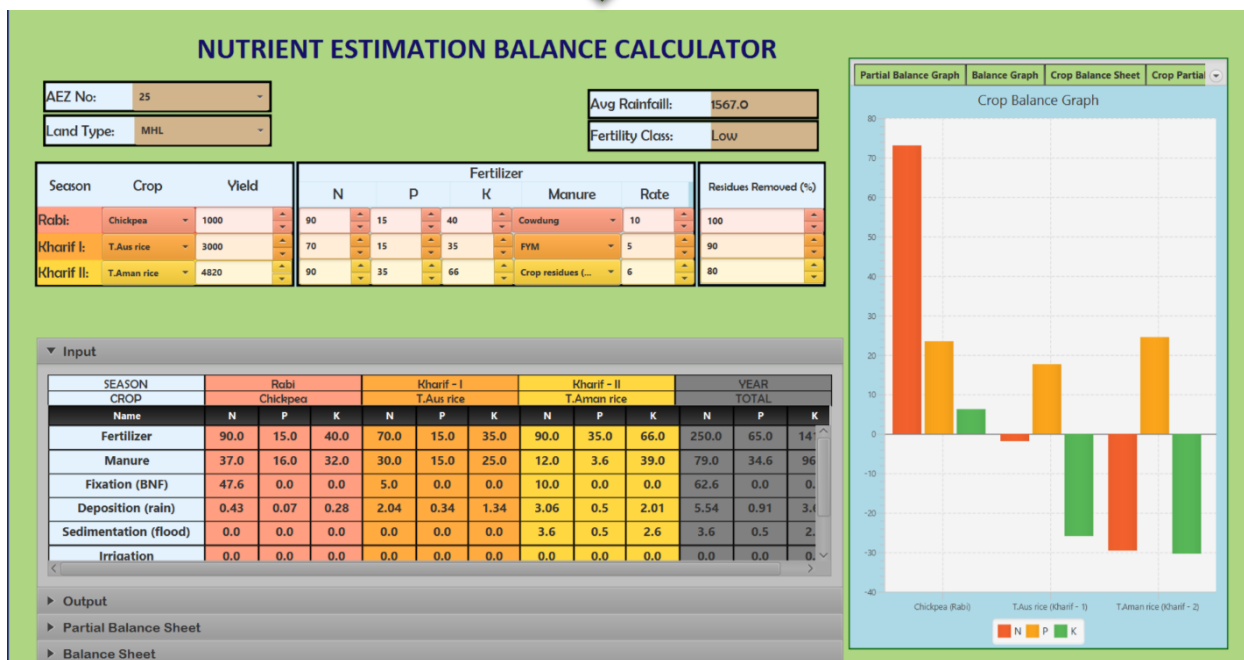 NUTRIENT ESTIMATION BALANCE CALCULATOR
AEZ No: 25
Land Type: MHL
Avg Rainfaill: 1567.0
Fertility Class: Low
Season Crop Yield
Fertilizer
N P K Manure Rate
Residues Removed (%)
Rabi: Chickpea 1000 90 15 40 Cowdung 10 100
Kharif I: T.Aus rice 3000 70 15 35 FYM 5 90
Kharif II: T.Aman rice 4820 90 35 66 Crop residues (... 6 80
Input
SEASON Rabi Kharif - I Kharif - II YEAR
CROP Chickpea T.Aus rice T.Aman rice TOTAL
Name N P K N P K N P K N P K
Fertilizer 90.0 15.0 40.0 70.0 15.0 35.0 90.0 35.0 66.0 250.0 65.0 141
Manure 37.0 16.0 32.0 30.0 15.0 25.0 12.0 3.6 39.0 79.0 34.6 96
Fixation (BNF) 47.6 0.0 0.0 5.0 0.0 0.0 10.0 0.0 0.0 62.6 0.0 0.
Deposition (rain) 0.43 0.07 0.28 2.04 0.34 1.34 3.06 0.5 2.01 5.54 0.91 3.
Sedimentation (flood) 0.0 0.0 0.0 0.0 0.0 0.0 3.6 0.5 2.6 3.6 0.5 2.
Irrigation 0.0 0.0 0.0 0.0 0.0 0.0 0.0 0.0 0.0 0.0 0.0 0.
Output
Partial Balance Sheet
Balance Sheet
Partial Balance Graph Balance Graph Crop Balance Sheet Crop Partial
Crop Balance Graph
80
70
60
50
40
30
20
10
0
-10
-20
-30
-40
Chickpea (Rabi) T.Aus rice (Kharif - 1) T.Aman rice (Kharif - 2)
N P K